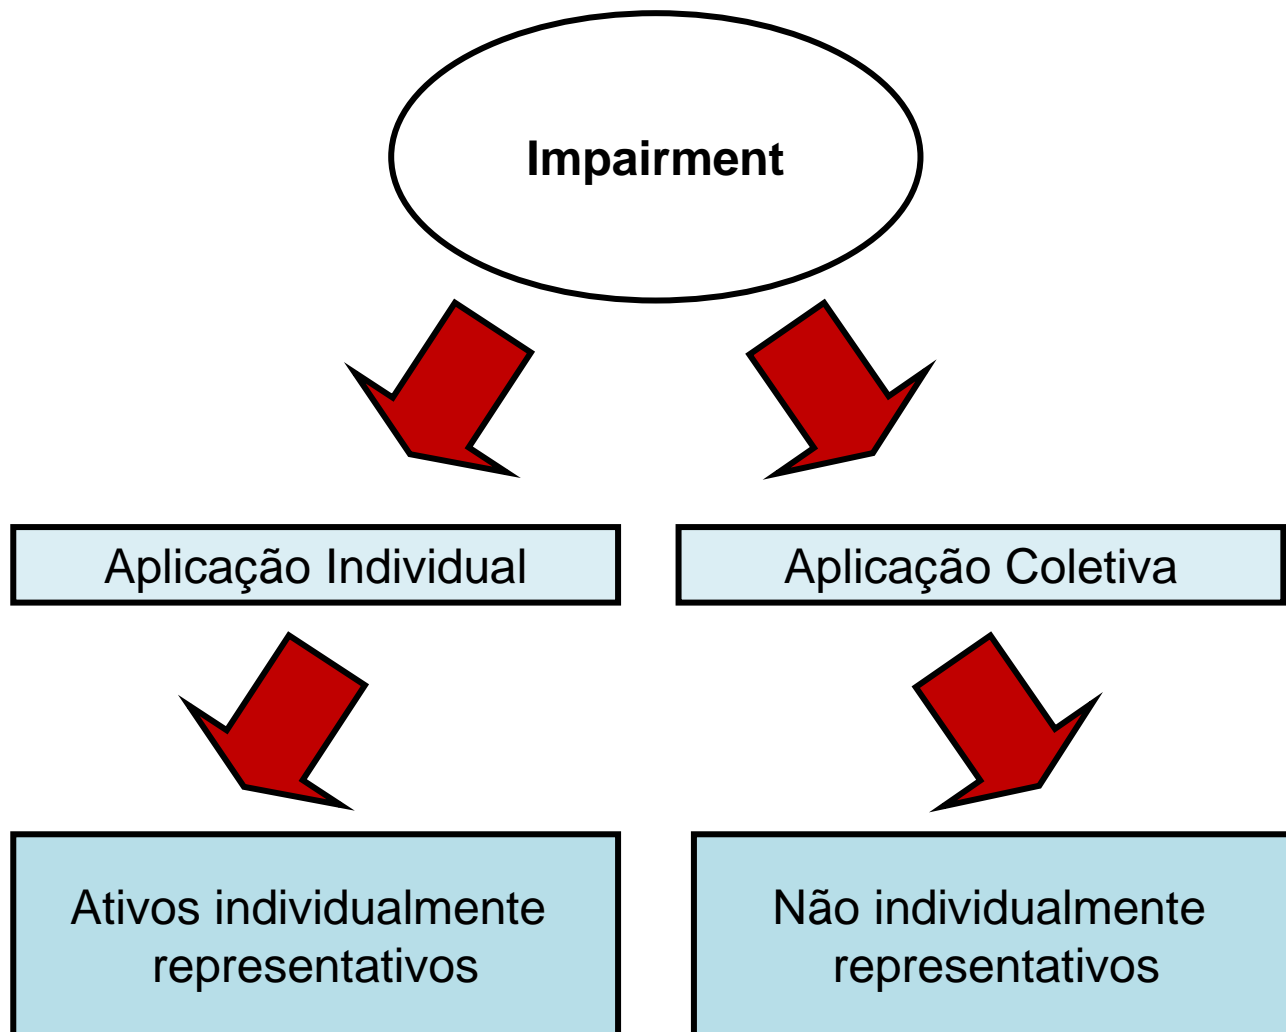 Impairment
Aplicação Individual
Aplicação Coletiva
Ativos individualmente
representativos
Não individualmente
representativos